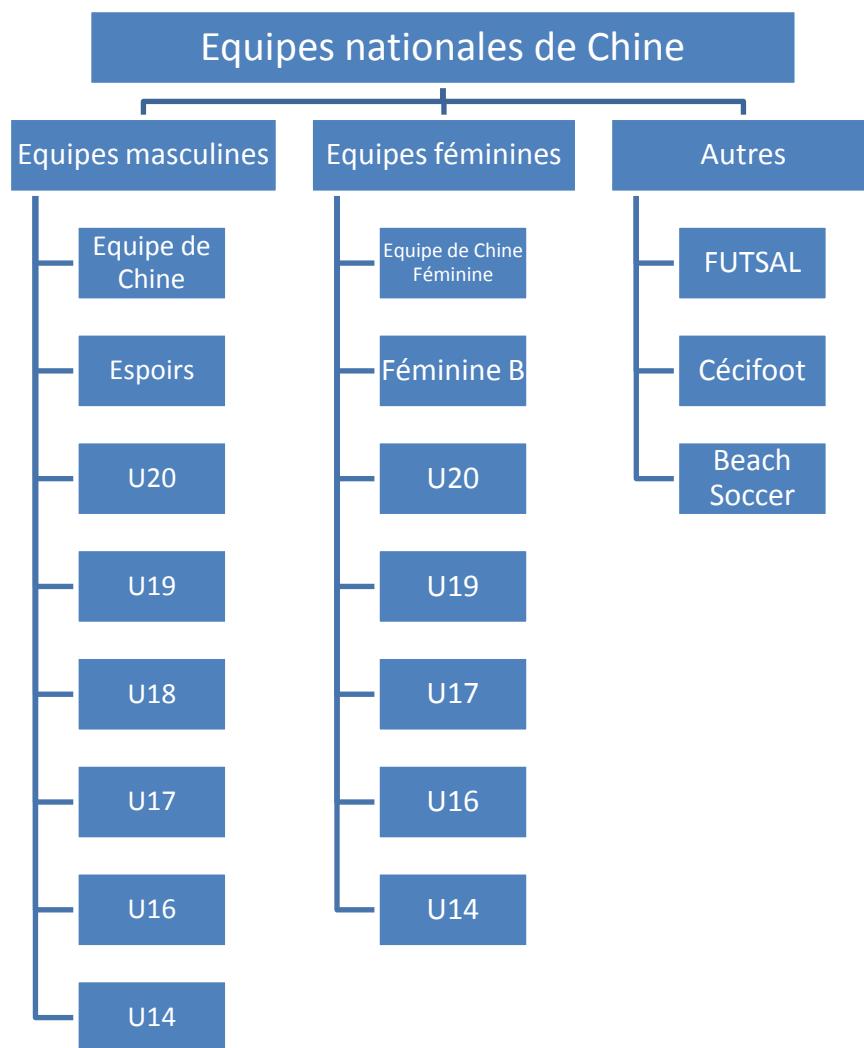 Equipes nationales de Chine
Equipes masculines
Equipe de
Chine
Espoirs
U20
U19
U18
U17
U16
U14
Equipes féminines
Equipe de Chine
Féminine
Féminine B
U20
U19
U17
U16
U14
Autres
FUTSAL
Cécifoot
Beach
Soccer